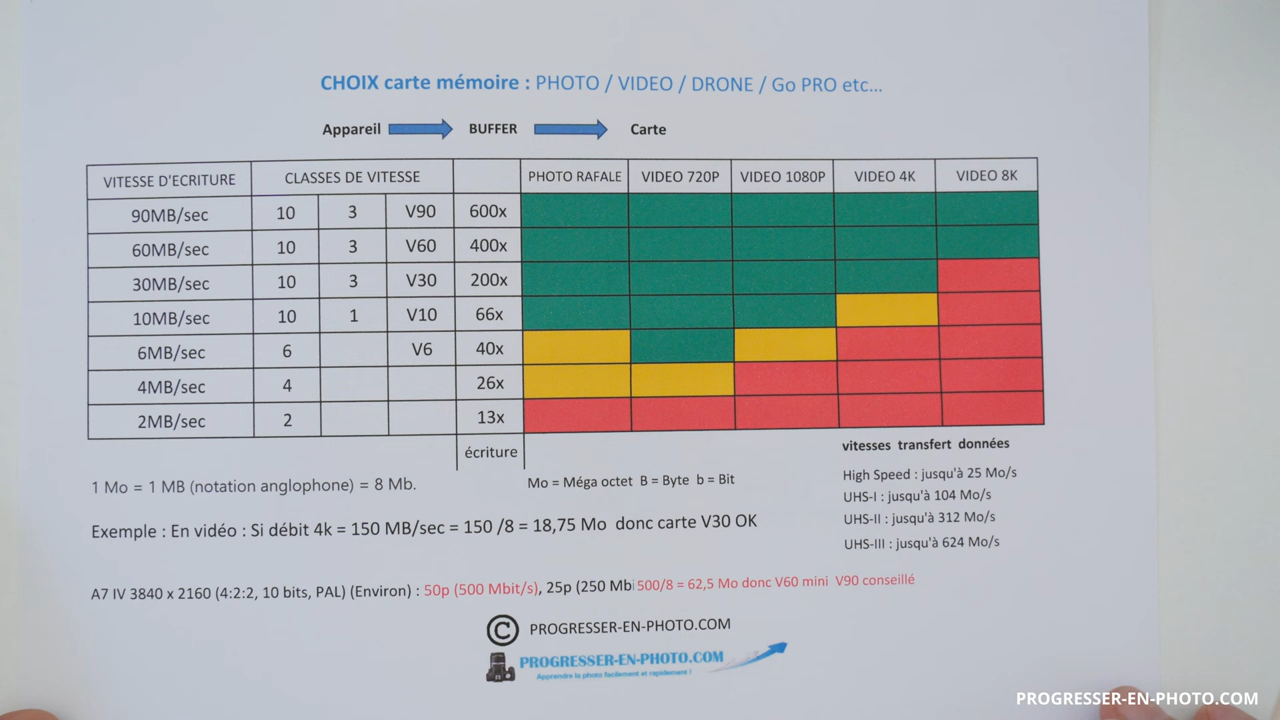 CHOIX carte mémoire : PHOTO / VIDEO / DRONE / Go PRO etc...
Appareil BUFFER Carte
VITESSE D'ECRITURE CLASSES DE VITESSE PHOTO RAFALE VIDEO 720P VIDEO 1080P VIDEO 4K VIDEO 8K
90MB/sec 10 3 V90 600x
60MB/sec 10 3 V60 400x
30MB/sec 10 3 V30 200x
10MB/sec 10 1 V10 66x
6MB/sec 6 V6 40x
4MB/sec 4 26x
2MB/sec 2 13x
écriture
vitesses transfert données
1 Mo = 1 MB (notation anglophone) = 8 Mb.
Mo = Méga octet B = Byte b = Bit
High Speed : jusqu'à 25 Mo/s
UHS-I : jusqu'à 104 Mo/s
UHS-II : jusqu'à 312 Mo/s
UHS-III : jusqu'à 624 Mo/s
Exemple : En vidéo : Si débit 4k = 150 MB/sec = 150 /8 = 18,75 Mo donc carte V30 OK
A7 IV 3840 x 2160 (4:2:2, 10 bits, PAL) (Environ) : 50p (500 Mbit/s), 25p (250 Mbi 500/8 = 62,5 Mo donc V60 mini V90 conseillé
© PROGRESSER-EN-PHOTO.COM
PROGRESSER-EN-PHOTO.COM
Apprendre la photo facilement et rapidement !
PROGRESSER-EN-PHOTO.COM